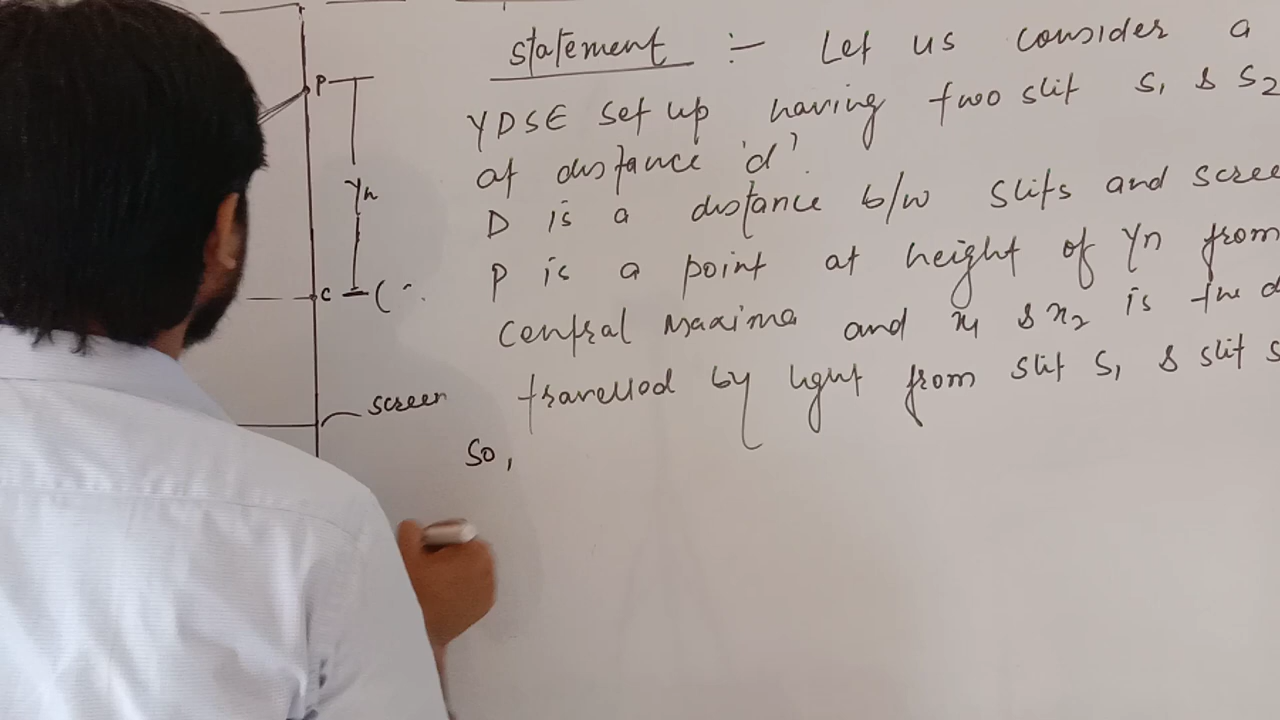 statement :- Let us consider a
YDSE set up having two slit S1 & S2
at distance 'd'
D is a distance b/w slits and scree
P is a point at height of Yn from
central maxima and x1 & x2 is the d
travelled by light from slit S1 & slit S
So,
P
Yn
C
screen